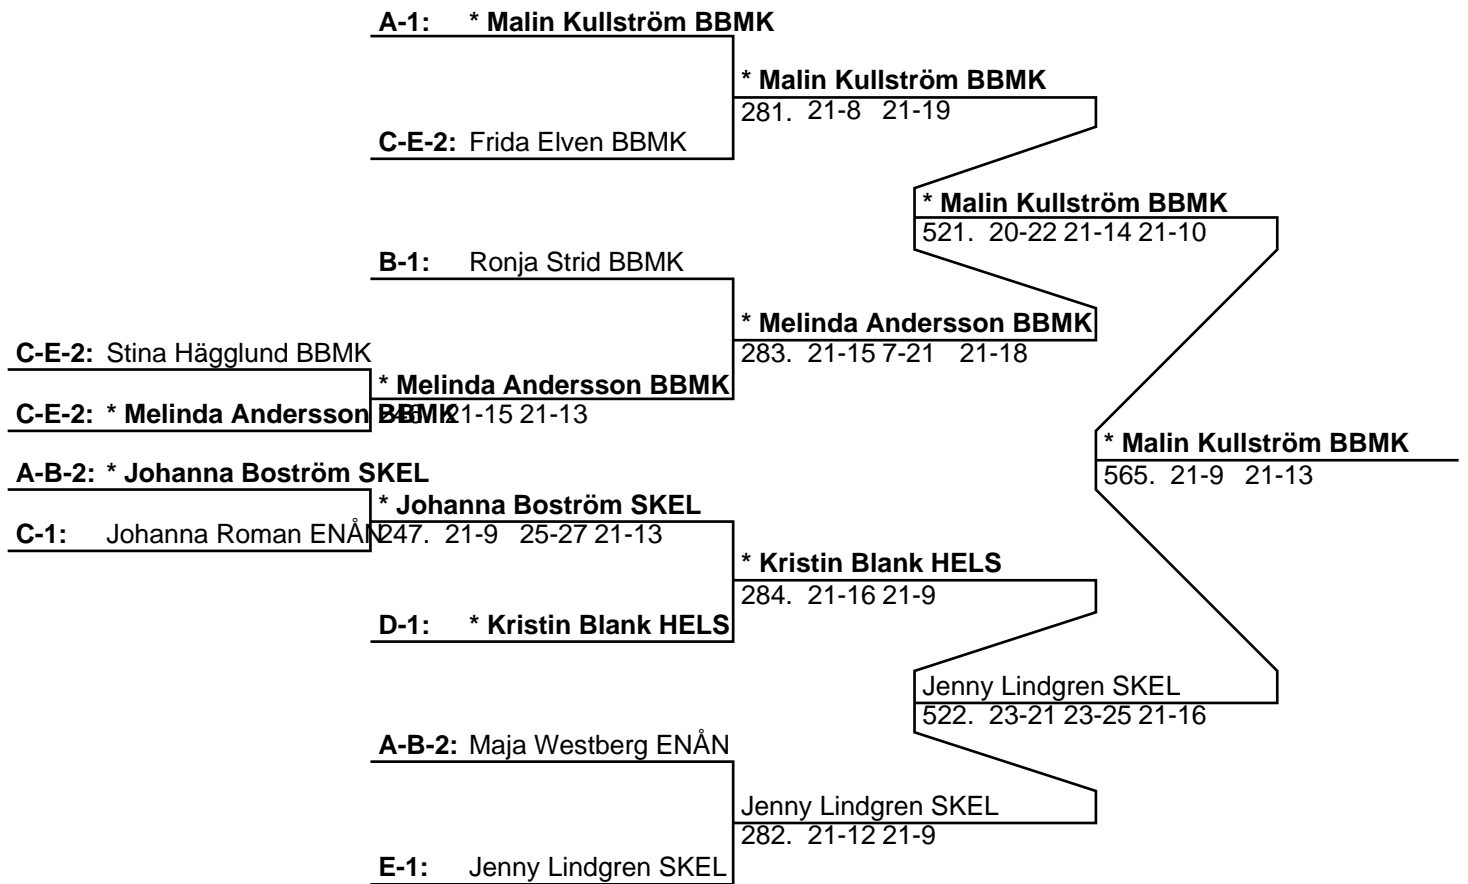 A-1: * Malin Kullström BBMK
* Malin Kullström BBMK
281. 21-8 21-19
C-E-2: Frida Elven BBMK
* Malin Kullström BBMK
521. 20-22 21-14 21-10
B-1: Ronja Strid BBMK
* Melinda Andersson BBMK
283. 21-15 7-21 21-18
C-E-2: Stina Hägglund BBMK
* Melinda Andersson BBMK
C-E-2: * Melinda Andersson BBMK
21-15 21-13
* Malin Kullström BBMK
565. 21-9 21-13
A-B-2: * Johanna Boström SKEL
* Johanna Boström SKEL
C-1: Johanna Roman ENÅN
247. 21-9 25-27 21-13
* Kristin Blank HELS
284. 21-16 21-9
D-1: * Kristin Blank HELS
Jenny Lindgren SKEL
522. 23-21 23-25 21-16
A-B-2: Maja Westberg ENÅN
Jenny Lindgren SKEL
282. 21-12 21-9
E-1: Jenny Lindgren SKEL